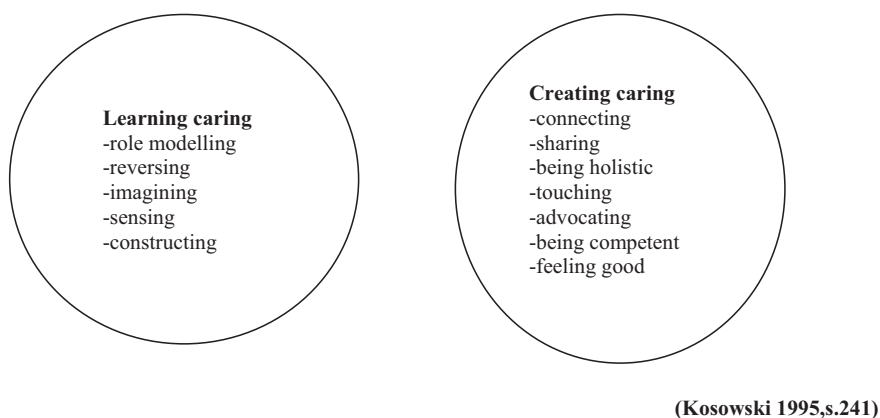 Learning caring
-role modelling
-reversing
-imagining
-sensing
-constructing
Creating caring
-connecting
-sharing
-being holistic
-touching
-advocating
-being competent
-feeling good
(Kosowski 1995,s.241)